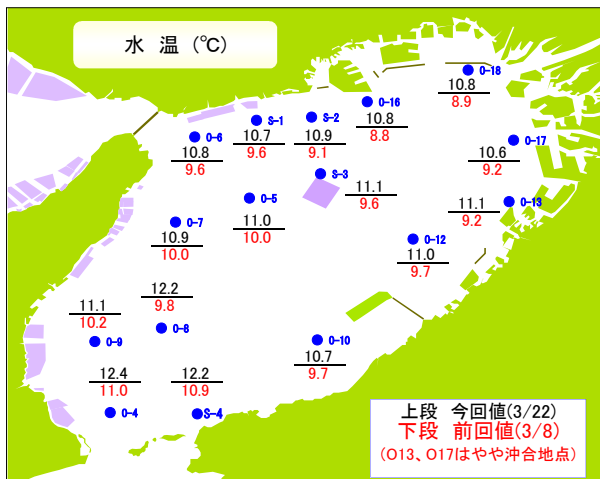 水 温 (℃)
O-18
10.8
8.9
O-16
10.8
8.8
S-2
10.9
9.1
S-1
10.7
9.6
O-6
10.8
9.6
O-17
10.6
9.2
S-3
11.1
9.6
O-5
11.0
10.0
O-13
11.1
9.2
O-7
10.9
10.0
O-12
11.0
9.7
12.2
9.8
O-8
11.1
10.2
O-9
O-10
10.7
9.7
12.4
11.0
O-4
12.2
10.9
S-4
上段 今回値(3/22)
下段 前回値(3/8)
(O13、O17はやや沖合地点)